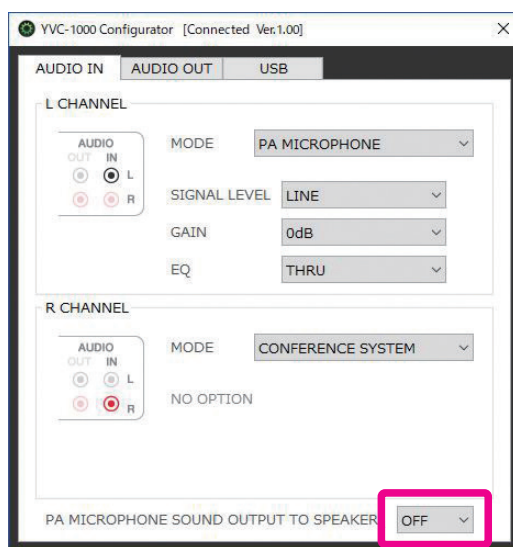 YVC-1000 Configurator [Connected Ver.1.00]
AUDIO IN AUDIO OUT USB
L CHANNEL
AUDIO
OUT IN
L
R
MODE PA MICROPHONE
SIGNAL LEVEL LINE
GAIN 0dB
EQ THRU
R CHANNEL
AUDIO
OUT IN
L
R
MODE CONFERENCE SYSTEM
NO OPTION
PA MICROPHONE SOUND OUTPUT TO SPEAKER OFF